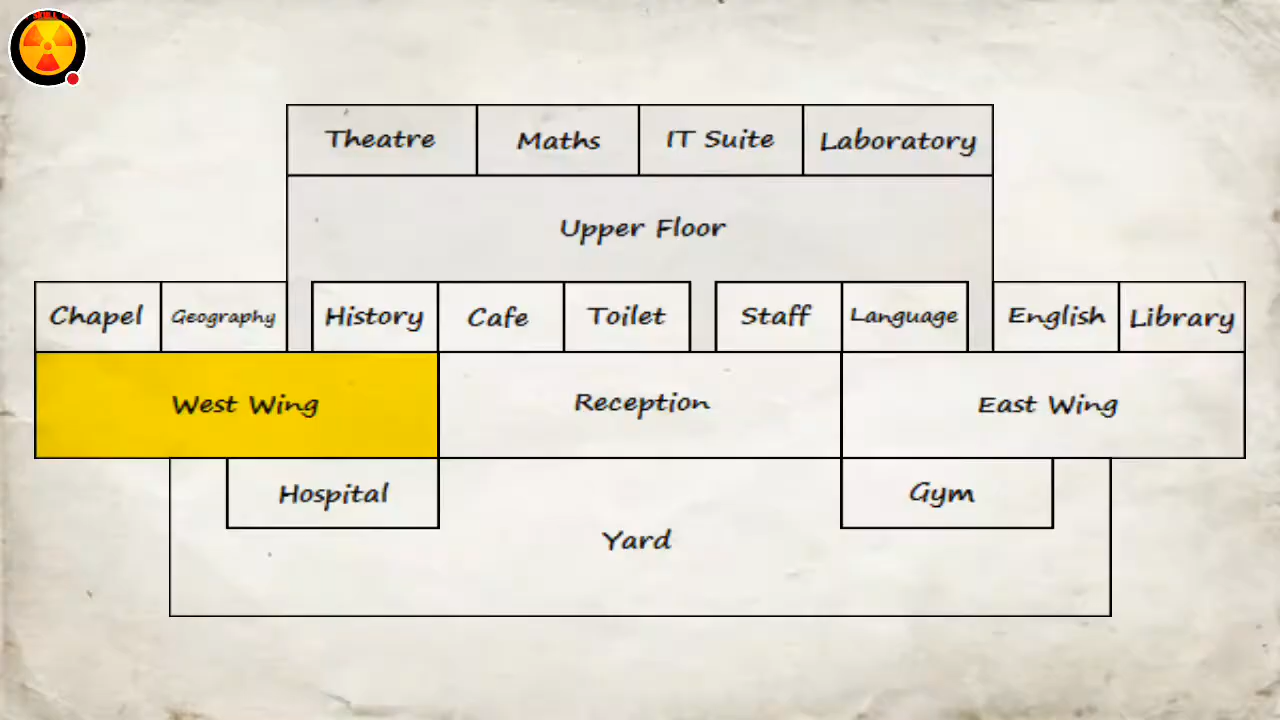 Theatre
Maths
IT Suite
Laboratory
Upper Floor
Chapel
Geography
History
Cafe
Toilet
Staff
Language
English
Library
West Wing
Reception
East Wing
Hospital
Gym
Yard